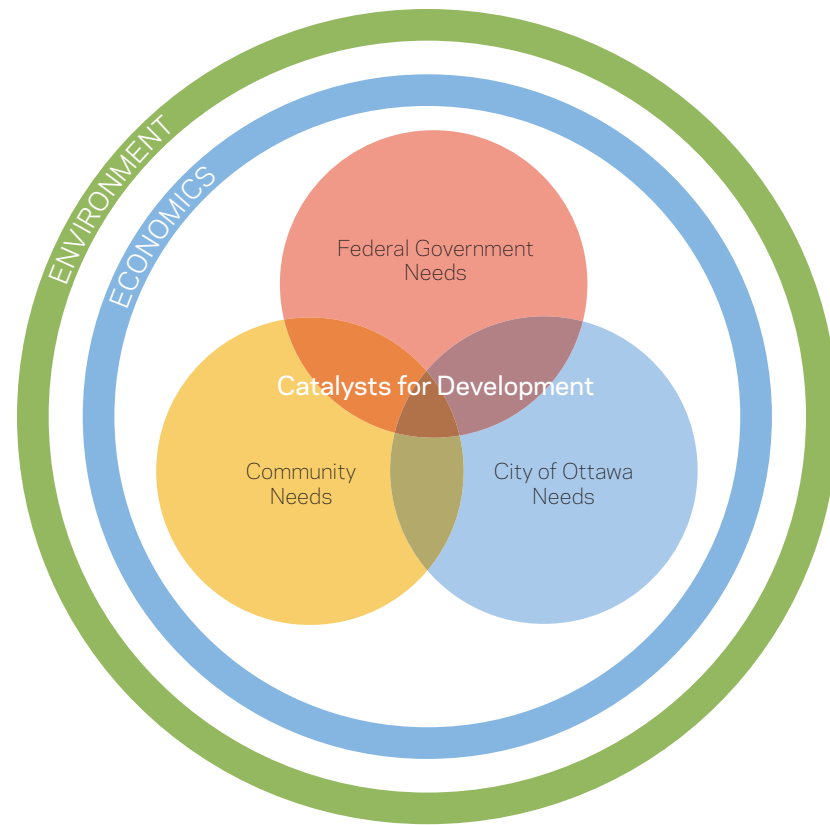 ENVIRONMENT
ECONOMICS
Federal Government
Needs
Catalysts for Development
Community
Needs
City of Ottawa
Needs